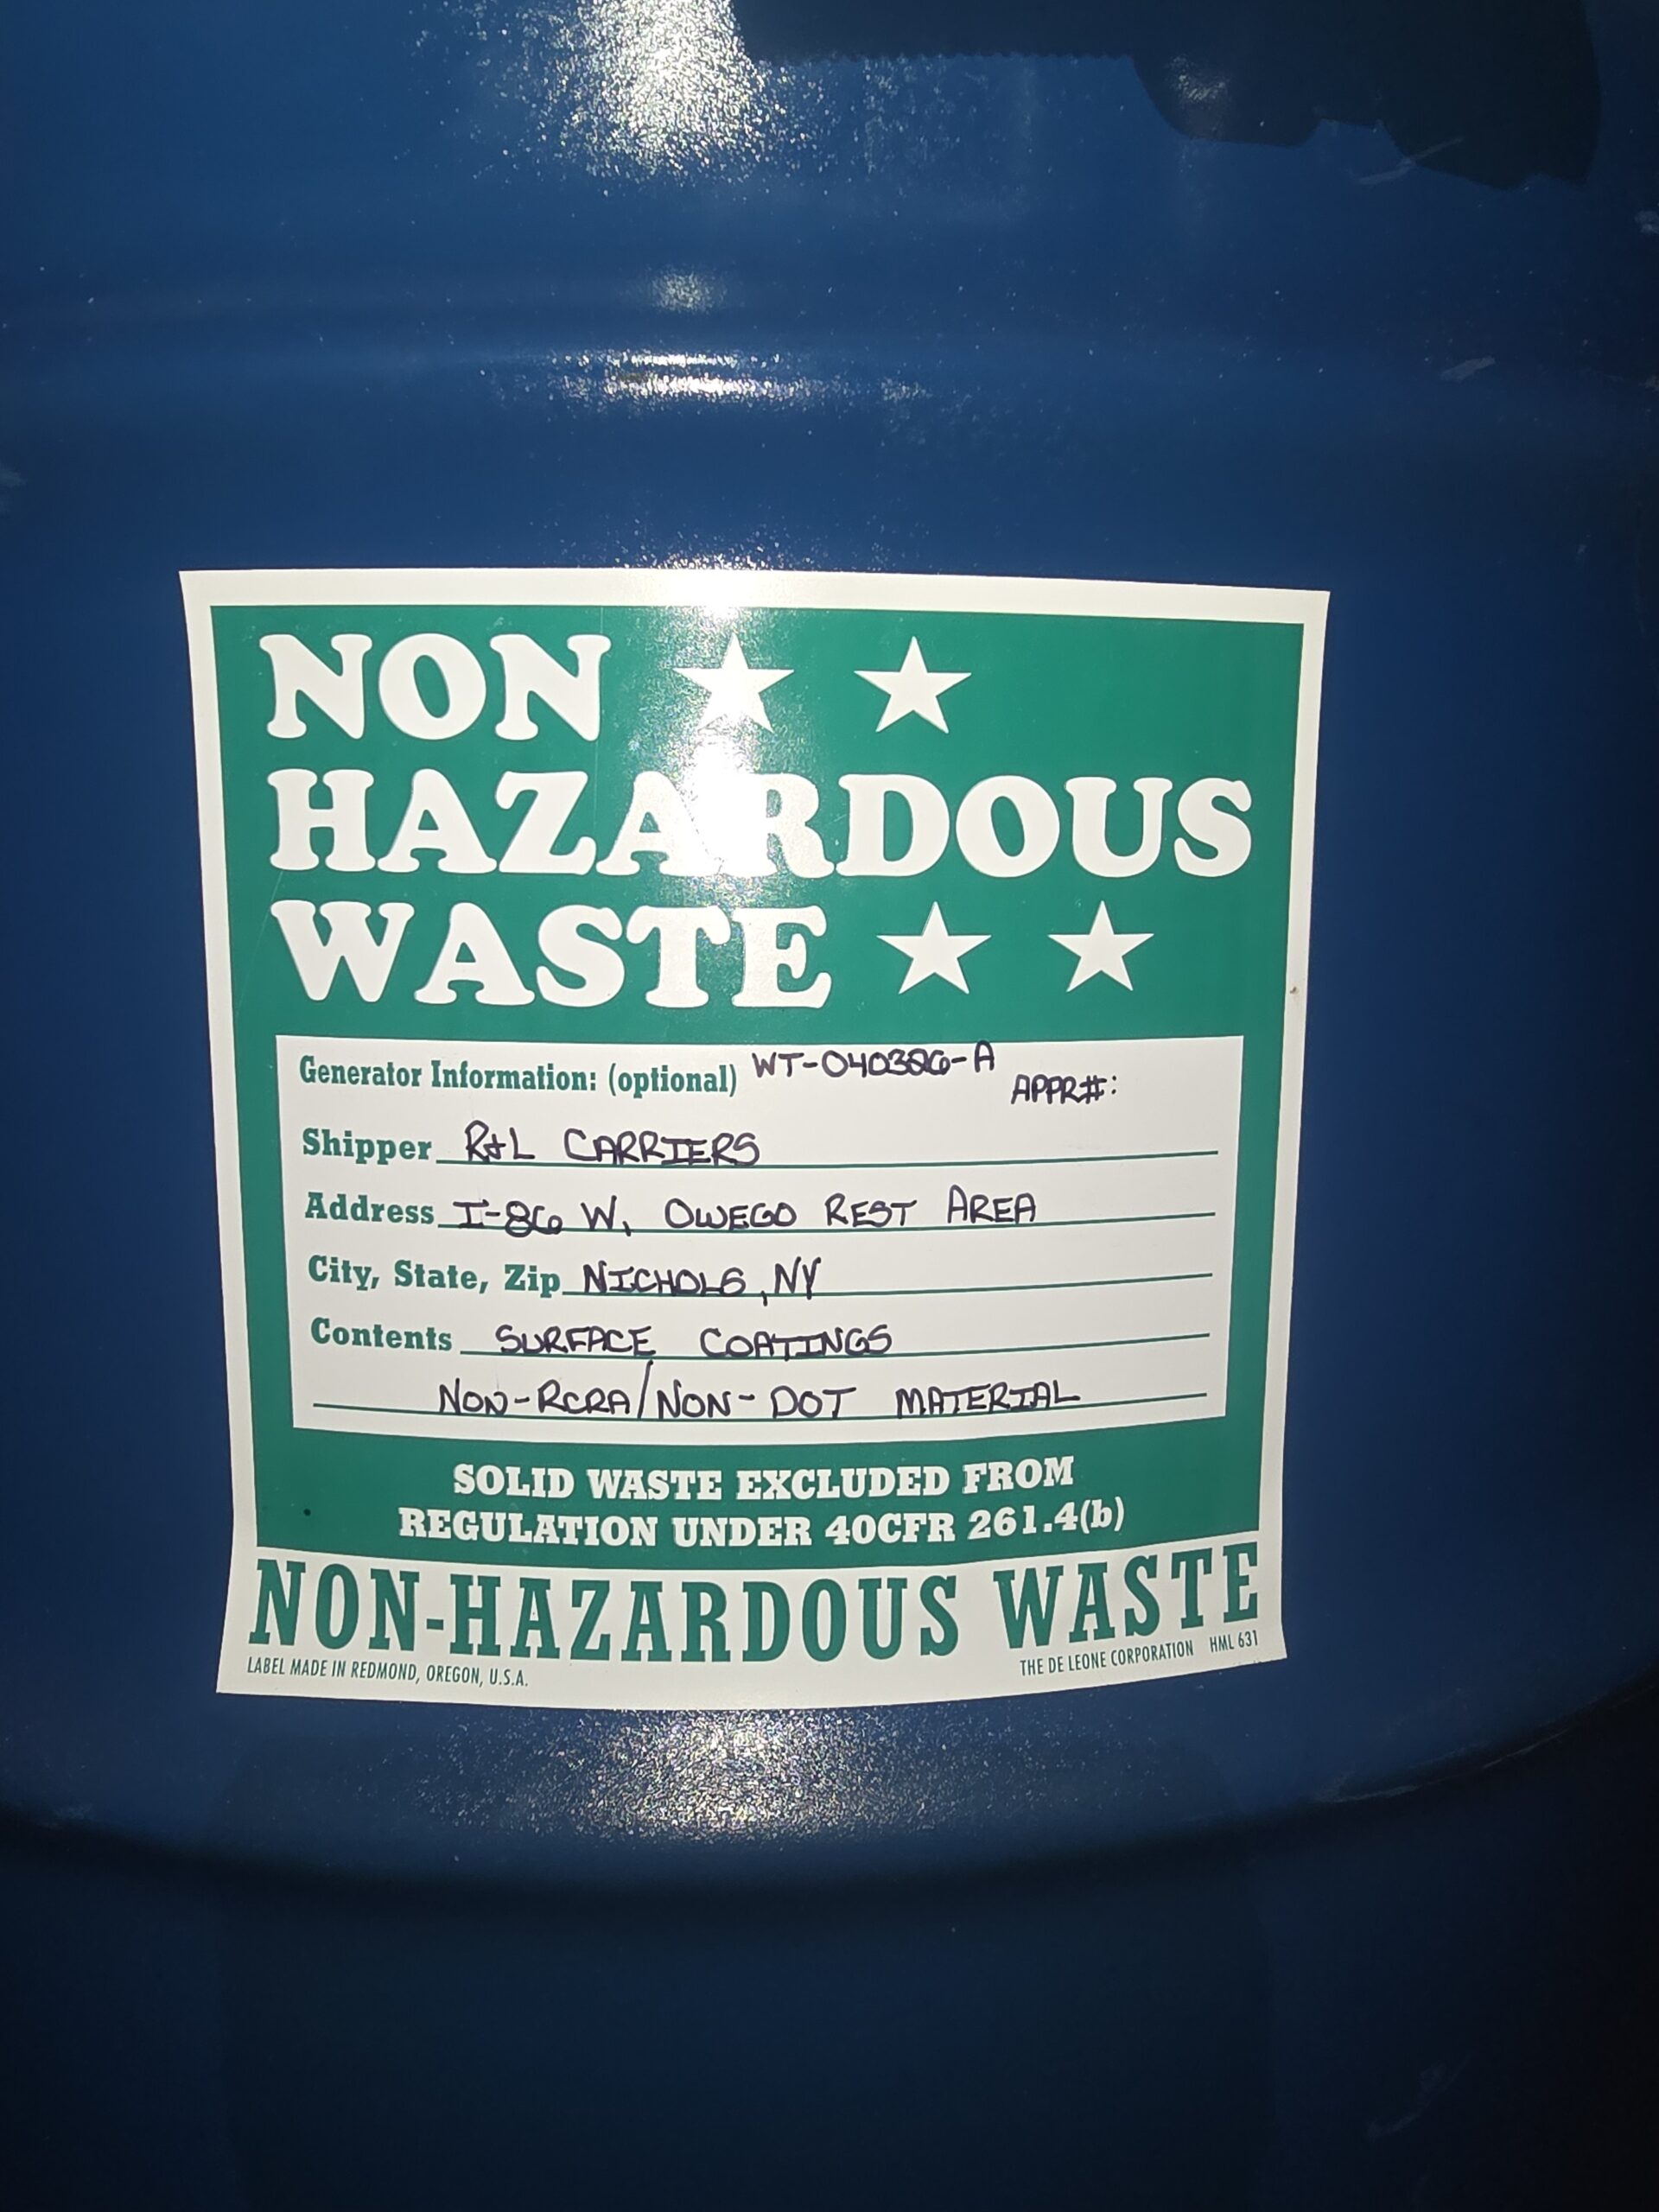 NON
HAZARDOUS
WASTE
Generator Information: (optional) WT-040386-A
APPR#:
Shipper R+L CARRIERS
Address I-86 W, OWEGO REST AREA
City, State, Zip NICHOLS, NY
Contents SURFACE COATINGS
NON-RCRA/NON-DOT MATERIAL
SOLID WASTE EXCLUDED FROM
REGULATION UNDER 40CFR 261.4(b)
NON-HAZARDOUS WASTE
LABEL MADE IN REDMOND, OREGON, U.S.A.
THE DE LEONE CORPORATION HML 631